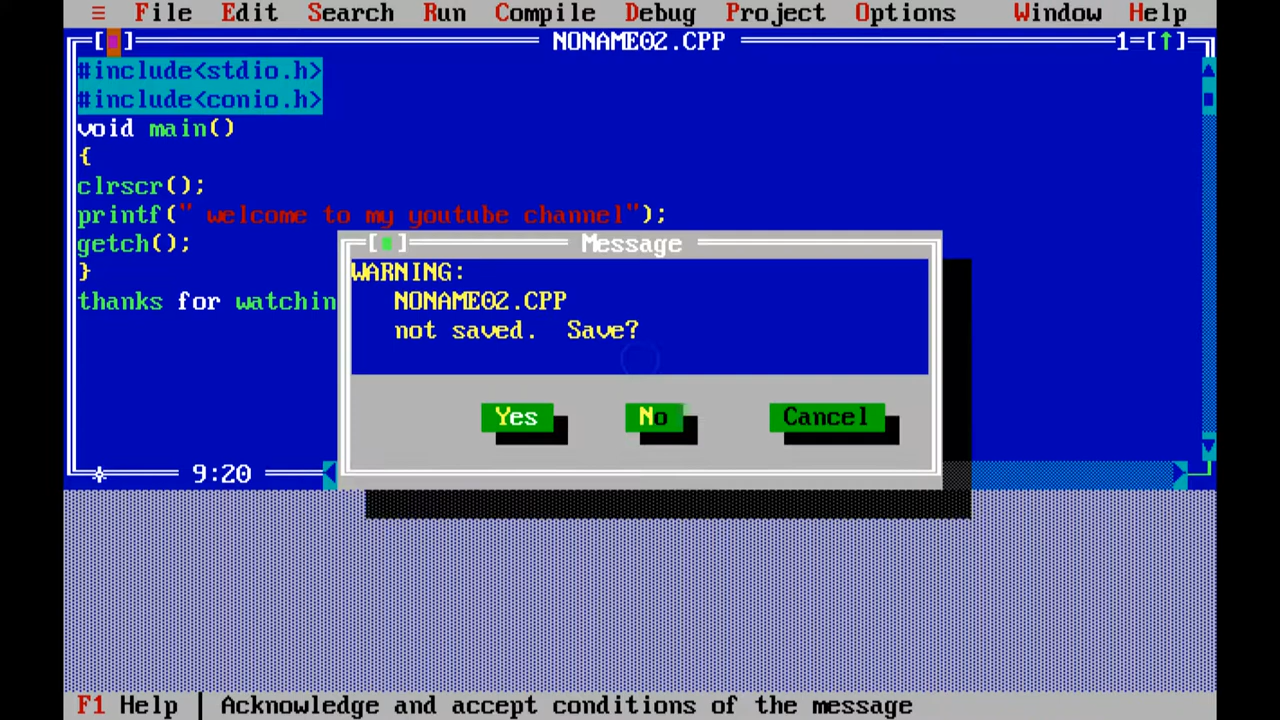 ≡ File Edit Search Run Compile Debug Project Options Window Help
[■] NONAME02.CPP 1=[↑]
#include<stdio.h>
#include<conio.h>
void main()
{
clrscr();
printf(" welcome to my youtube channel");
getch();
}
thanks for watchin
[■] Message
WARNING:
NONAME02.CPP
not saved. Save?
Yes No Cancel
9:20
F1 Help | Acknowledge and accept conditions of the message